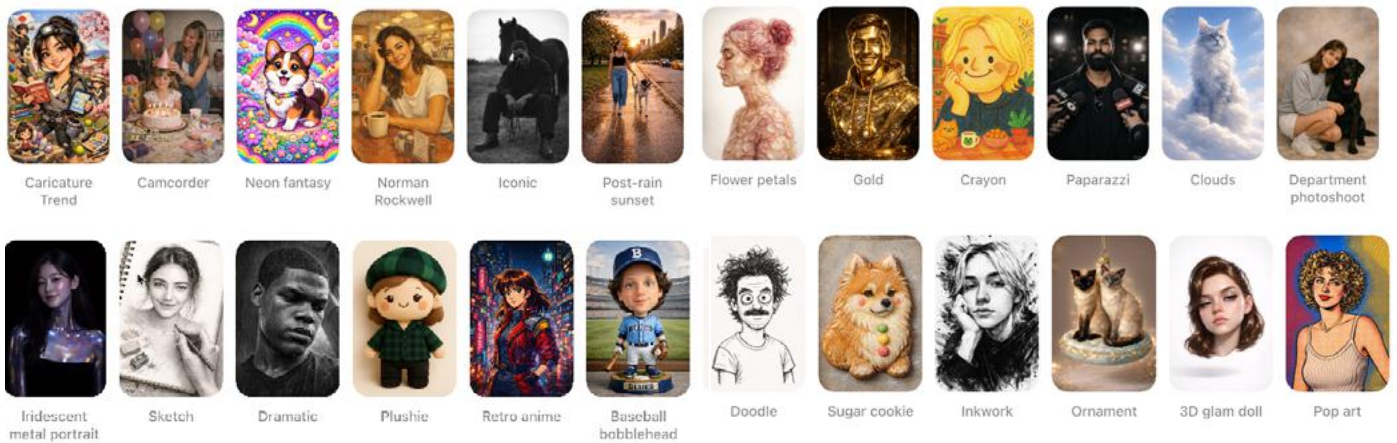 Caricature
Trend
Camcorder
Neon fantasy
Norman
Rockwell
Iconic
Post-rain
sunset
Flower petals
Gold
Crayon
Paparazzi
Clouds
Department
photoshoot
Iridescent
metal portrait
Sketch
Dramatic
Plushie
Retro anime
B
BLUES
Baseball
bobblehead
Doodle
Sugar cookie
Inkwork
Ornament
3D glam doll
Pop art